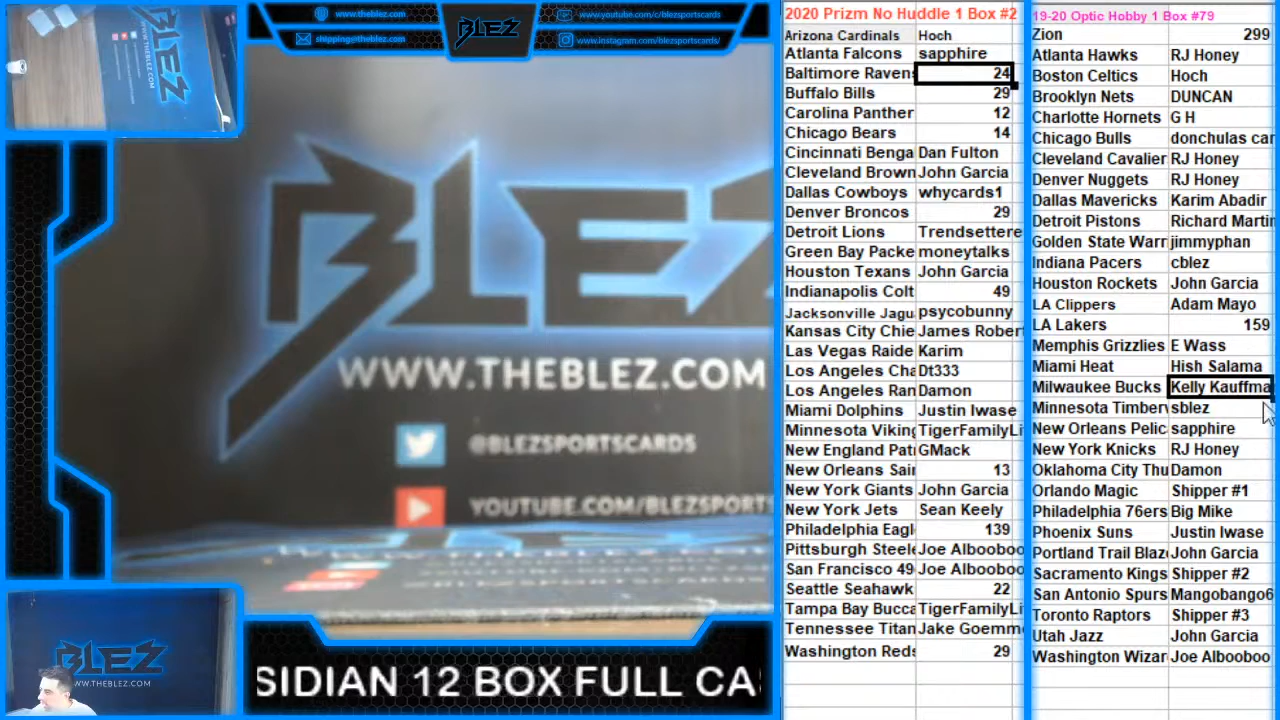 www.theblez.com
shipping@theblez.com
BLEZ
www.youtube.com/c/blezsportscards
www.instagram.com/blezsportscards/
BLEZ
WWW.THEBLEZ.COM
@BLEZSPORTSCARDS
YOUTUBE.COM/BLEZSPORTS
BLEZ
WWW.THEBLEZ.COM
SIDIAN 12 BOX FULL CA
2020 Prizm No Huddle 1 Box #2
Arizona Cardinals Hoch
Atlanta Falcons sapphire
Baltimore Ravens 24
Buffalo Bills 29
Carolina Panther 12
Chicago Bears 14
Cincinnati Benga Dan Fulton
Cleveland Brown John Garcia
Dallas Cowboys whycards1
Denver Broncos 29
Detroit Lions Trendsettere
Green Bay Packe moneytalks
Houston Texans John Garcia
Indianapolis Colt 49
Jacksonville Jagu psycobunny
Kansas City Chie James Robert
Las Vegas Raide Karim
Los Angeles Cha Dt333
Los Angeles Ran Damon
Miami Dolphins Justin Iwase
Minnesota Viking TigerFamilyLi
New England Pat GMack
New Orleans Sai 13
New York Giants John Garcia
New York Jets Sean Keely
Philadelphia Eagl 139
Pittsburgh Steele Joe Albooboo
San Francisco 49 Joe Albooboo
Seattle Seahawk 22
Tampa Bay Bucca TigerFamilyLi
Tennessee Titan Jake Goemm
Washington Reds 29
19-20 Optic Hobby 1 Box #79
Zion 299
Atlanta Hawks RJ Honey
Boston Celtics Hoch
Brooklyn Nets DUNCAN
Charlotte Hornets G H
Chicago Bulls donchulas car
Cleveland Cavalier RJ Honey
Denver Nuggets RJ Honey
Dallas Mavericks Karim Abadir
Detroit Pistons Richard Martin
Golden State Warr jimmyphan
Indiana Pacers cblez
Houston Rockets John Garcia
LA Clippers Adam Mayo
LA Lakers 159
Memphis Grizzlies E Wass
Miami Heat Hish Salama
Milwaukee Bucks Kelly Kauffma
Minnesota Timberv sblez
New Orleans Pelic sapphire
New York Knicks RJ Honey
Oklahoma City Thu Damon
Orlando Magic Shipper #1
Philadelphia 76ers Big Mike
Phoenix Suns Justin Iwase
Portland Trail Blaz John Garcia
Sacramento Kings Shipper #2
San Antonio Spurs Mangobango6
Toronto Raptors Shipper #3
Utah Jazz John Garcia
Washington Wizar Joe Albooboo